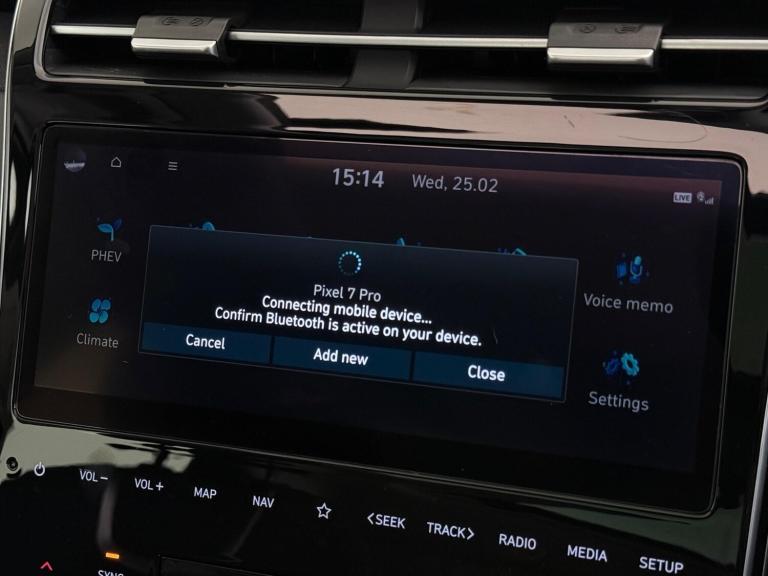 15:14 Wed, 25.02
LIVE
PHEV
Climate
Pixel 7 Pro
Connecting mobile device...
Confirm Bluetooth is active on your device.
Cancel Add new Close
Voice memo
Settings
VOL− VOL+ MAP NAV <SEEK TRACK> RADIO MEDIA SETUP
SYNC